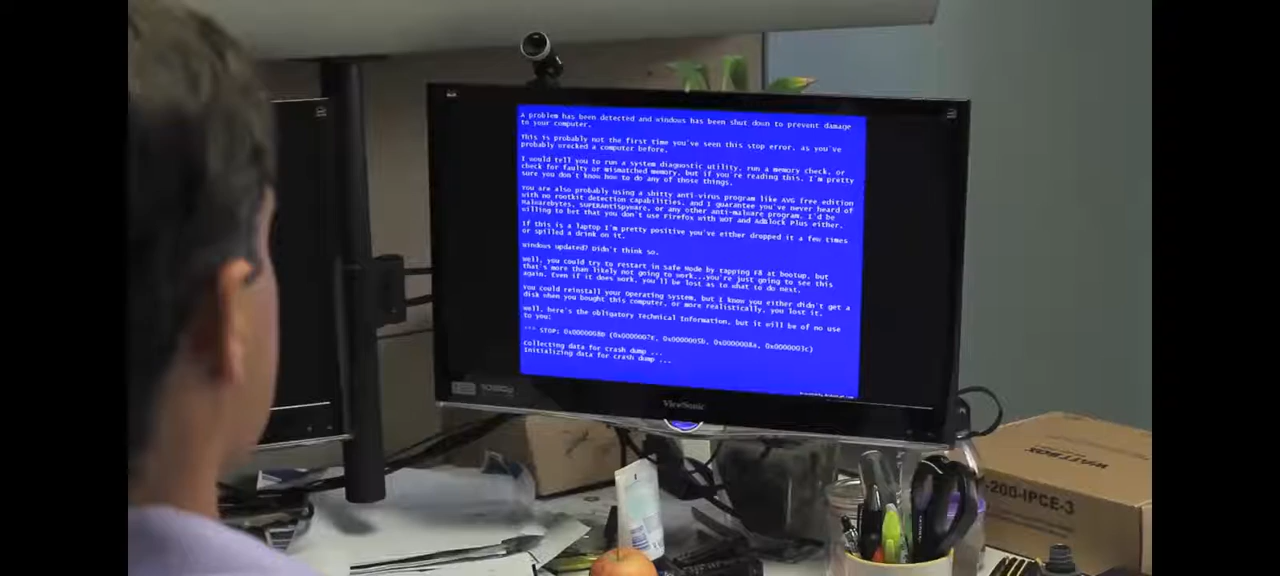 A problem has been detected and windows has been shut down to prevent damage
to your computer.
This is probably not the first time you've seen this stop error, as you've
probably wrecked a computer before.
I would tell you to run a system diagnostic utility, run a memory check, or
check for faulty or mismatched memory, but if you're reading this, I'm pretty
sure you don't know how to do any of those things.
You are also probably using a shitty anti-virus program like AVG free edition
with no rootkit detection capabilities, and I guarantee you've never heard of
Malwarebytes, SUPERAntiSpyware, or any other anti-malware program. I'd be
willing to bet that you don't use Firefox with WOT and AdBlock Plus either.
If this is a laptop I'm pretty positive you've either dropped it a few times
or spilled a drink on it.
Windows updated? Didn't think so.
Well, you could try to restart in Safe Mode by tapping F8 at bootup, but
that's more than likely not going to work...you're just going to see this
again. Even if it does work, you'll be lost as to what to do next.
You could reinstall your Operating system, but I know you either didn't get a
disk when you bought this computer, or more realistically, you lost it.
Well, here's the obligatory Technical Information, but it will be of no use
to you:
*** STOP: 0x0000008D (0x0000007E, 0x0000005b, 0x0000008a, 0x0000003c)
Collecting data for crash dump ...
Initializing data for crash dump ...
ViewSonic
WATTBOX
-200-IPCE-3